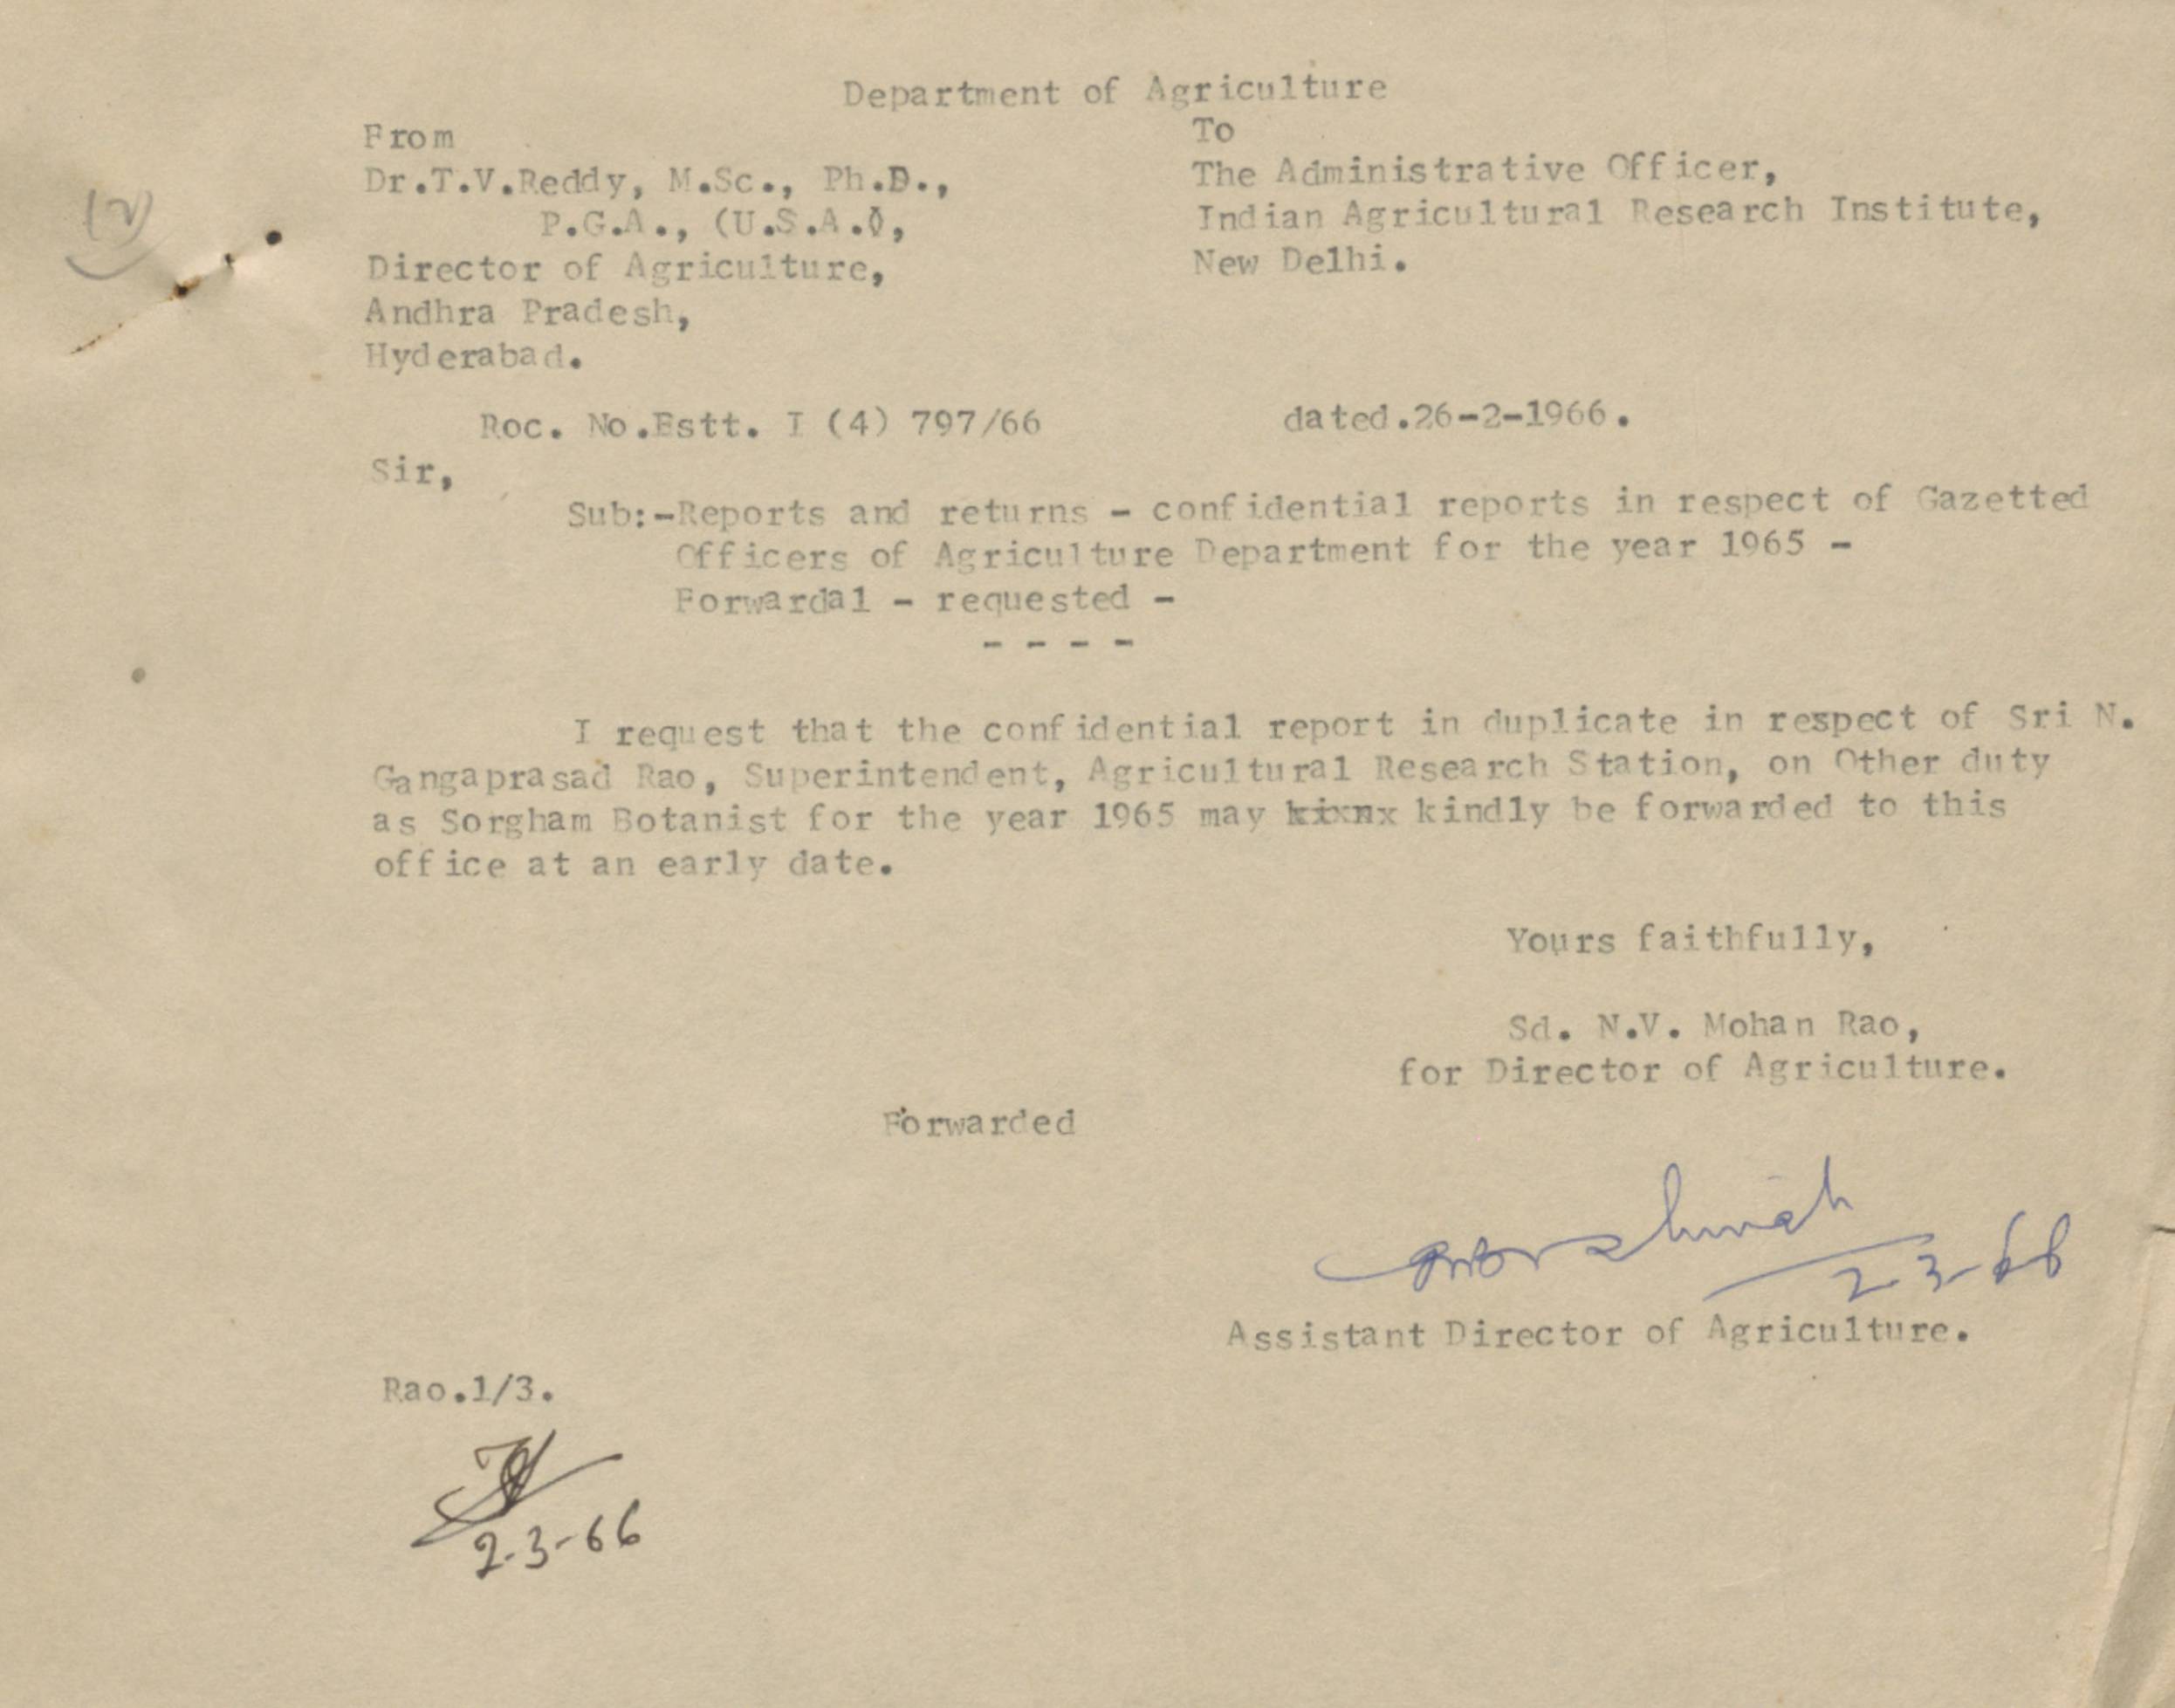 (2)
Department of Agriculture
From
Dr.T.V.Reddy, M.Sc., Ph.D.,
P.G.A., (U.S.A.),
Director of Agriculture,
Andhra Pradesh,
Hyderabad.
To
The Administrative Officer,
Indian Agricultural Research Institute,
New Delhi.
Roc. No.Estt. I (4) 797/66 dated.26-2-1966.
Sir,
Sub:-Reports and returns - confidential reports in respect of Gazetted
Officers of Agriculture Department for the year 1965 -
Forwardal - requested -
- - - -
I request that the confidential report in duplicate in respect of Sri N.
Gangaprasad Rao, Superintendent, Agricultural Research Station, on Other duty
as Sorgham Botanist for the year 1965 may kixnx kindly be forwarded to this
office at an early date.
Yours faithfully,
Sd. N.V. Mohan Rao,
for Director of Agriculture.
Forwarded
2-3-66
Assistant Director of Agriculture.
Rao.1/3.
2-3-66